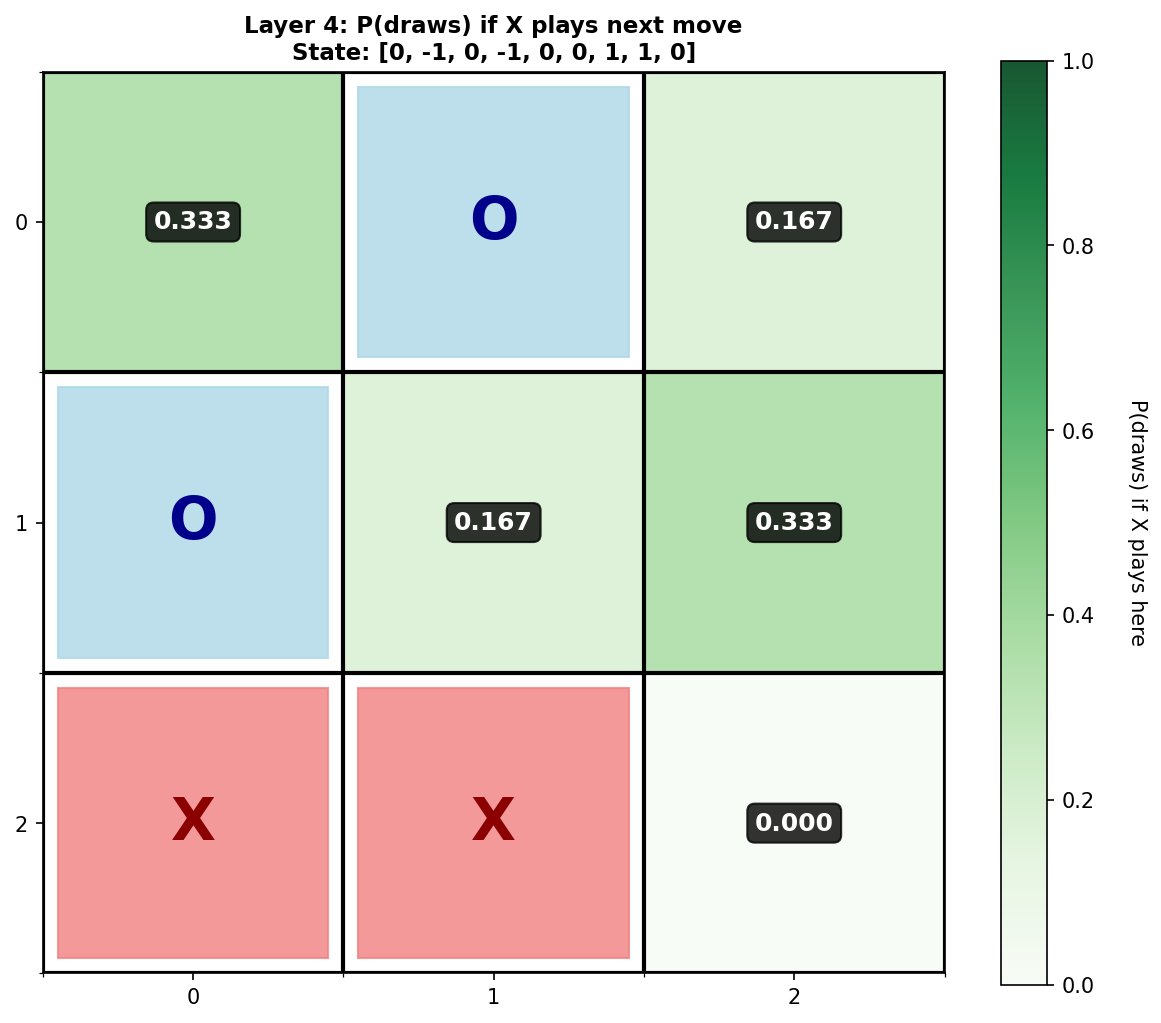 Layer 4: P(draws) if X plays next move
State: [0, -1, 0, -1, 0, 0, 1, 1, 0]
0
0.333
O
0.167
1
O
0.167
0.333
2
X
X
0.000
0
1
2
1.0
0.8
0.6
0.4
0.2
0.0
P(draws) if X plays here